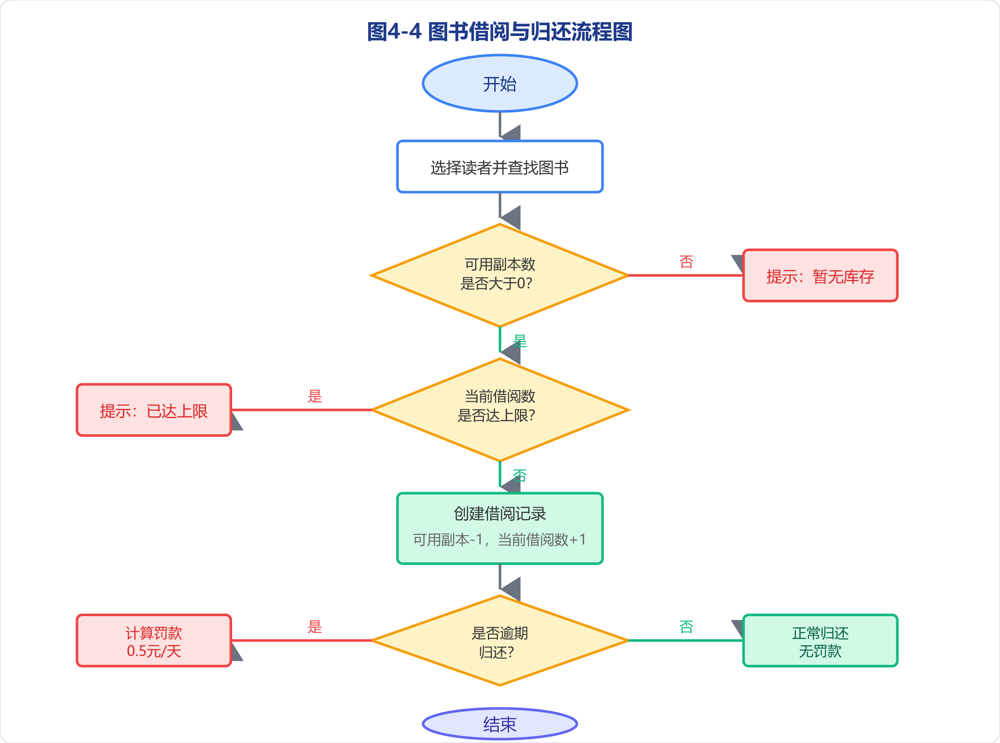 图4-4 图书借阅与归还流程图
开始
选择读者并查找图书
可用副本数
是否大于0？
否
提示：暂无库存
是
当前借阅数
是否达上限？
是
提示：已达上限
否
创建借阅记录
可用副本-1，当前借阅数+1
是否逾期
归还？
是
计算罚款
0.5元/天
否
正常归还
无罚款
结束